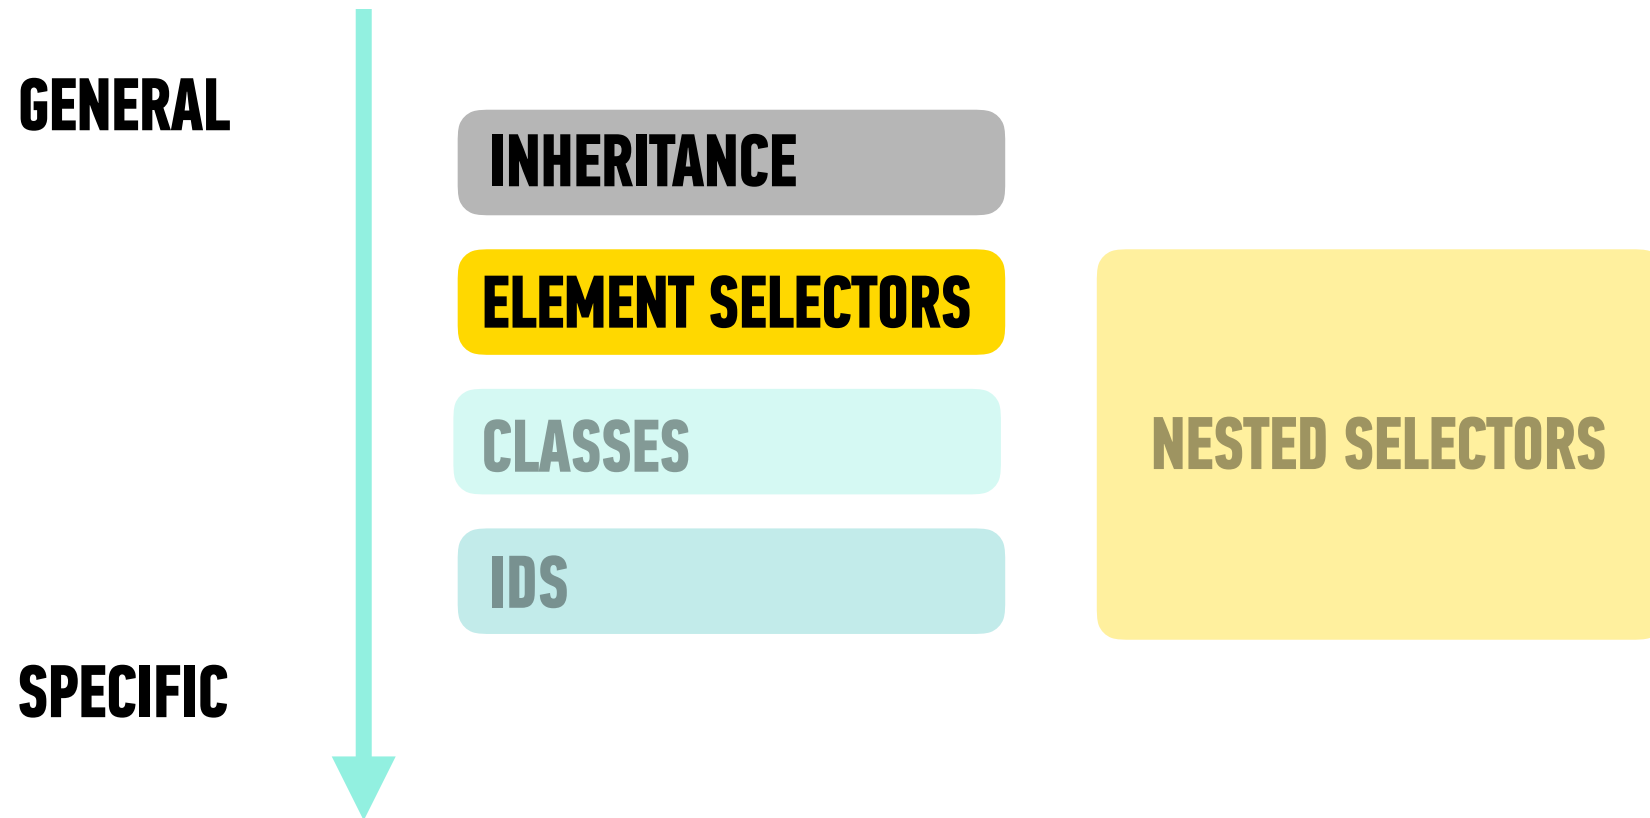 GENERAL
INHERITANCE
ELEMENT SELECTORS
CLASSES
NESTED SELECTORS
IDS
SPECIFIC